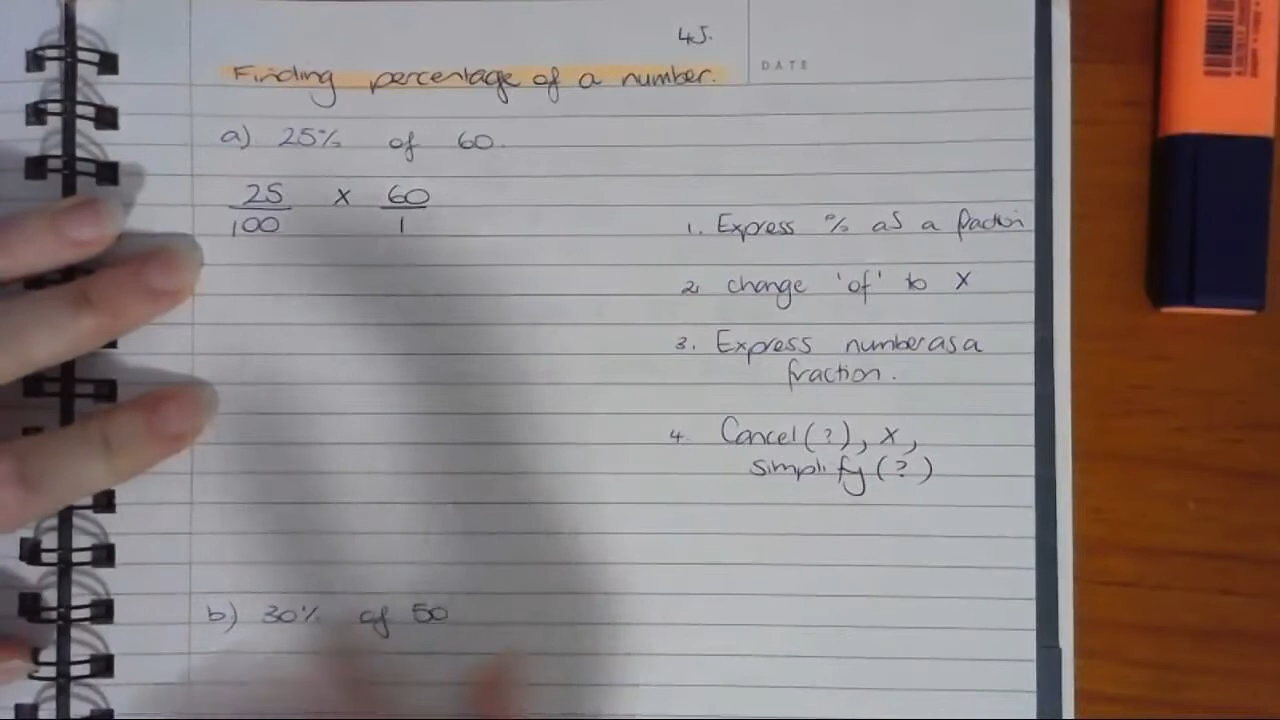 45.
DATE
Finding percentage of a number.
a) 25% of 60.
25 x 60
100 1
1. Express % as a fraction
2. change 'of' to x
3. Express number as a
fraction.
4. Cancel (?), x,
simplify (?)
b) 30% of 50